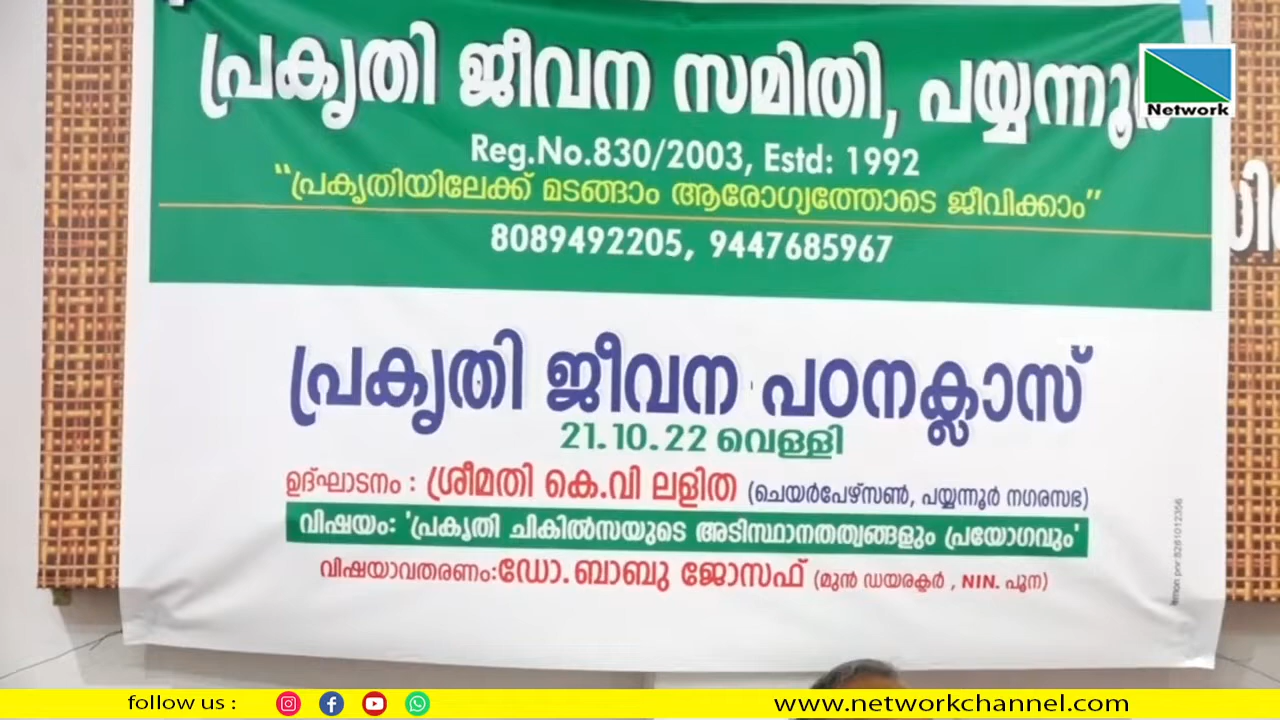 പ്രകൃതി ജീവന സമിതി, പയ്യന്നൂർ
Network
Reg.No.830/2003, Estd: 1992
"പ്രകൃതിയിലേക്ക് മടങ്ങാം ആരോഗ്യത്തോടെ ജീവിക്കാം"
8089492205, 9447685967
പ്രകൃതി ജീവന പഠനക്ലാസ്
21.10.22 വെള്ളി
ഉദ്ഘാടനം : ശ്രീമതി കെ.വി ലളിത (ചെയർപേഴ്സൺ, പയ്യന്നൂർ നഗരസഭ)
വിഷയം: 'പ്രകൃതി ചികിൽസയുടെ അടിസ്ഥാനതത്വങ്ങളും പ്രയോഗവും'
വിഷയാവതരണം:ഡോ.ബാബു ജോസഫ് (മുൻ ഡയരക്ടർ , NIN. പൂന)
follow us :
www.networkchannel.com